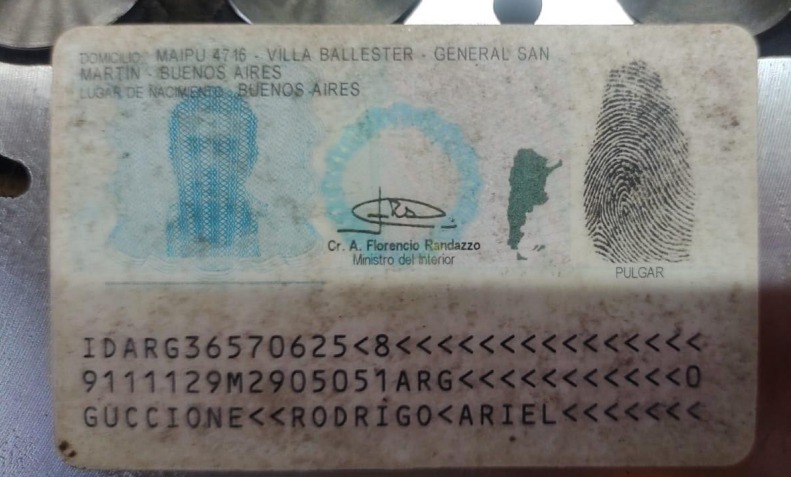 DOMICILIO: MAIPU 4716 - VILLA BALLESTER - GENERAL SAN
MARTIN - BUENOS AIRES
LUGAR DE NACIMIENTO: BUENOS AIRES
Cr. A. Florencio Randazzo
Ministro del Interior
PULGAR
IDARG36570625<8<<<<<<<<<<<<<<<
9111129M2905051ARG<<<<<<<<<<<0
GUCCIONE<<RODRIGO<ARIEL<<<<<<<